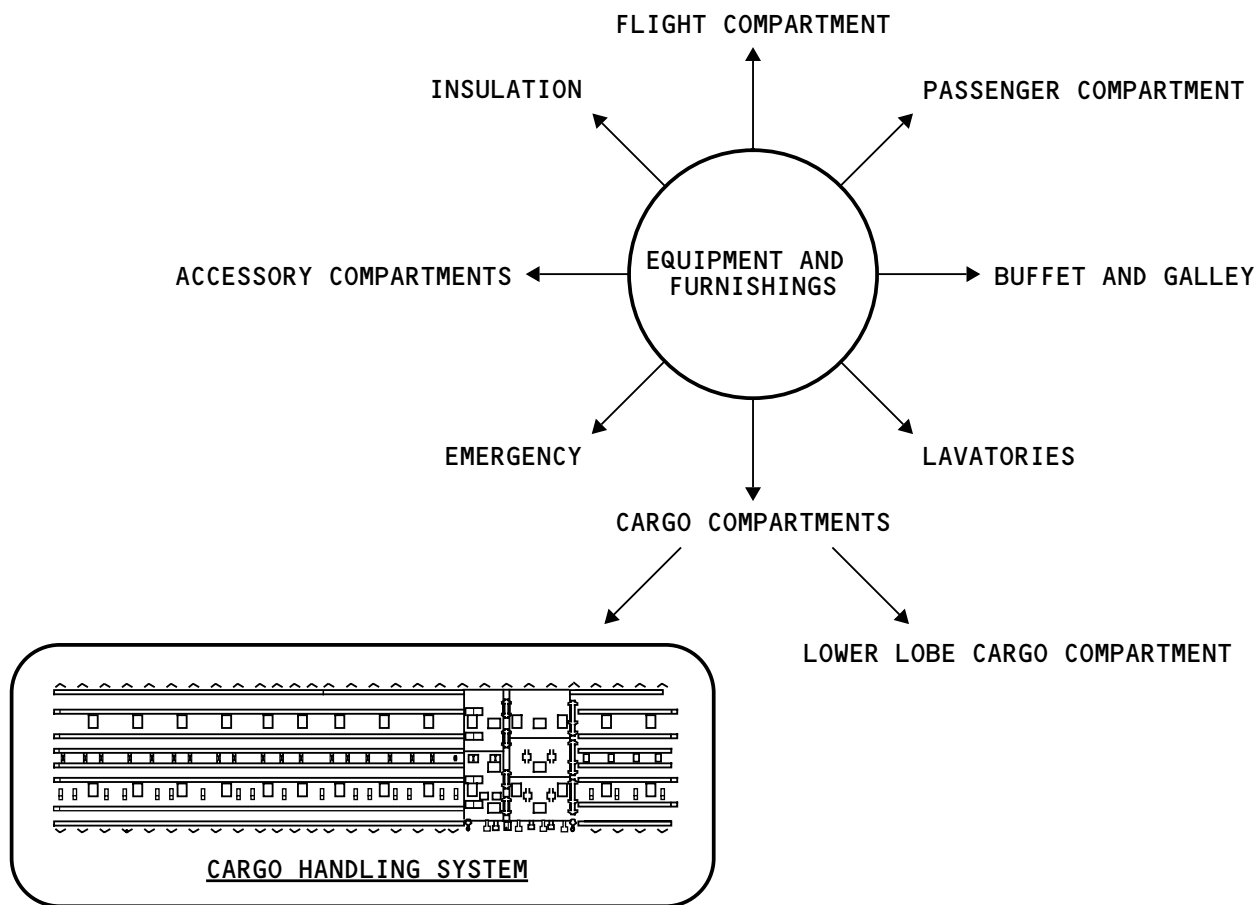 FLIGHT COMPARTMENT
INSULATION
PASSENGER COMPARTMENT
EQUIPMENT AND
FURNISHINGS
ACCESSORY COMPARTMENTS
BUFFET AND GALLEY
EMERGENCY
LAVATORIES
CARGO COMPARTMENTS
LOWER LOBE CARGO COMPARTMENT
CARGO HANDLING SYSTEM